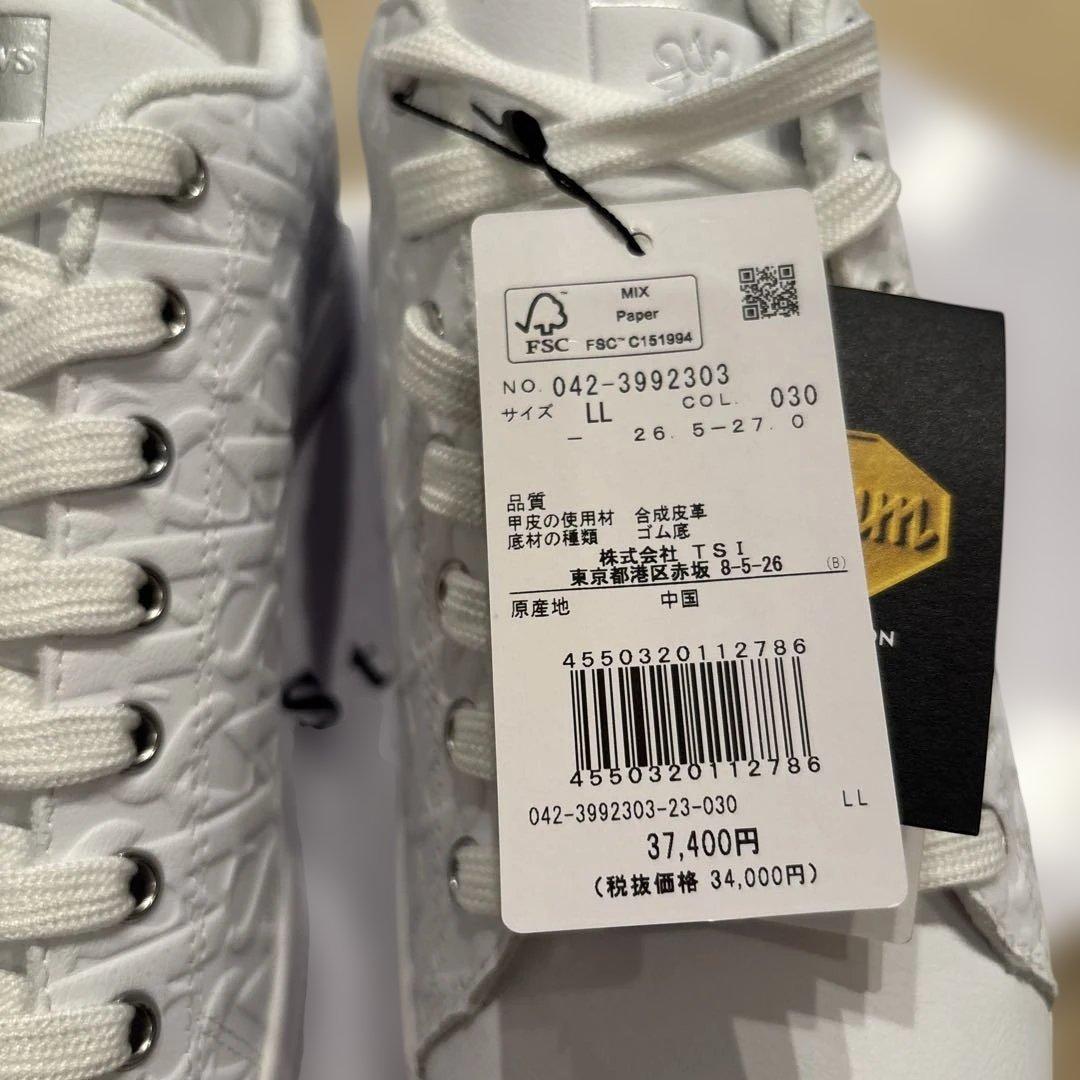 WS
MIX
Paper
FSC
FSC™ C151994
NO. 042-3992303
サイズ LL COL. 030
– 26.5-27.0
品質
甲皮の使用材 合成皮革
底材の種類 ゴム底
株式会社 TSI
東京都港区赤坂 8-5-26 (B)
原産地 中国
4550320112786
4550320112786
042-3992303-23-030 LL
37,400円
(税抜価格 34,000円)